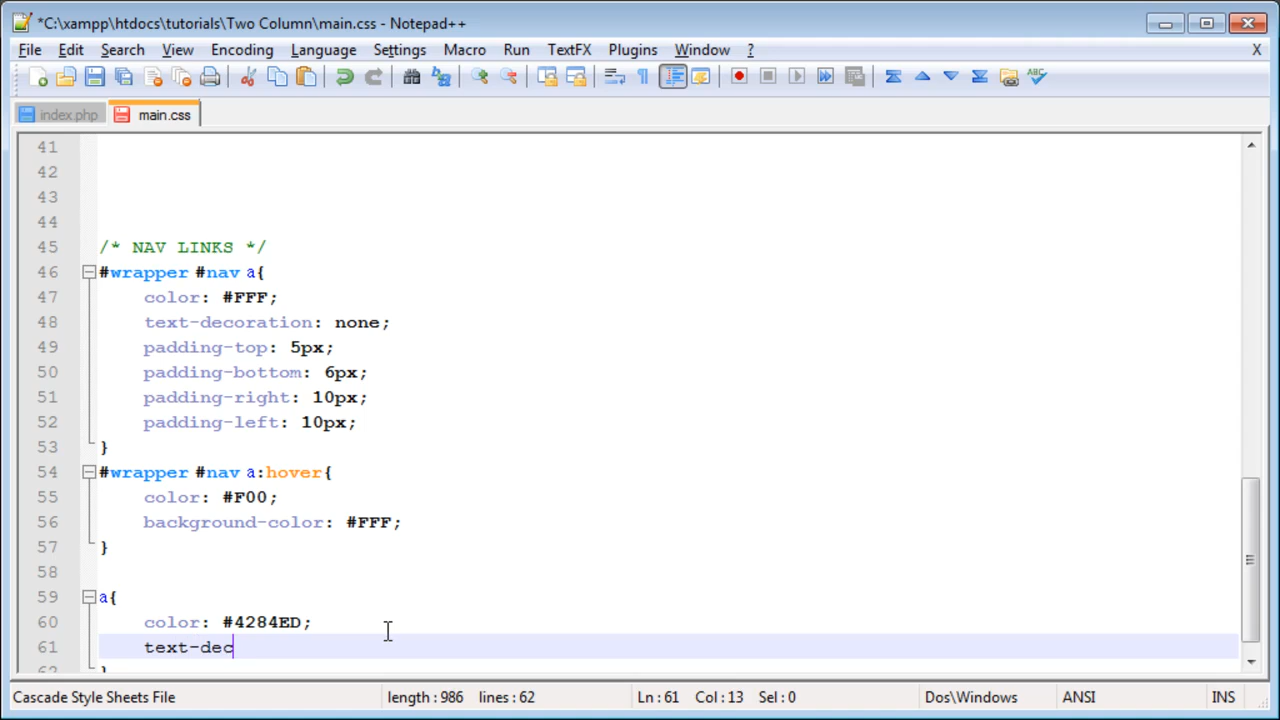 *C:\xampp\htdocs\tutorials\Two Column\main.css - Notepad++
File Edit Search View Encoding Language Settings Macro Run TextFX Plugins Window ? X
index.php main.css
41
42
43
44
45 /* NAV LINKS */
46 #wrapper #nav a{
47 color: #FFF;
48 text-decoration: none;
49 padding-top: 5px;
50 padding-bottom: 6px;
51 padding-right: 10px;
52 padding-left: 10px;
53 }
54 #wrapper #nav a:hover{
55 color: #F00;
56 background-color: #FFF;
57 }
58
59 a{
60 color: #4284ED;
61 text-dec
62 }
Cascade Style Sheets File length : 986 lines : 62 Ln : 61 Col : 13 Sel : 0 Dos\Windows ANSI INS